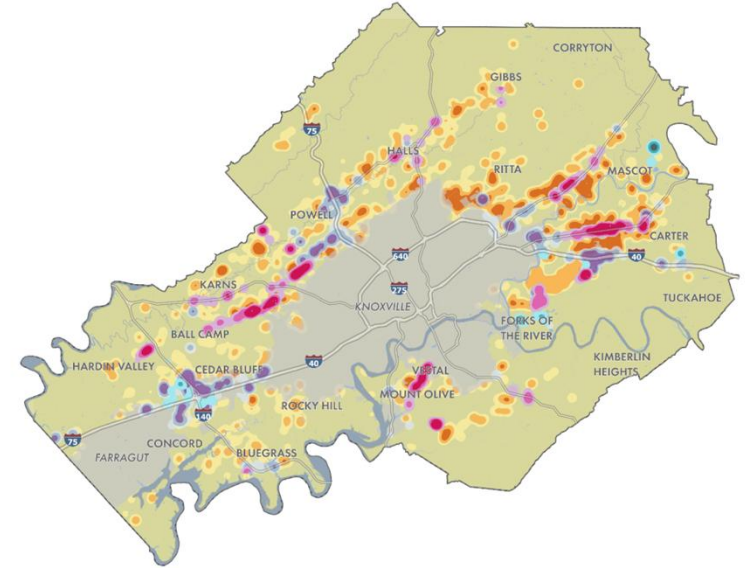 CORRYTON
GIBBS
75
HALLS
RITTA
MASCOT
POWELL
CARTER
640
40
KARNS
275
TUCKAHOE
KNOXVILLE
BALL CAMP
FORKS OF
THE RIVER
HARDIN VALLEY
CEDAR BLUFF
40
VESTAL
KIMBERLIN
HEIGHTS
MOUNT OLIVE
ROCKY HILL
140
75
CONCORD
BLUEGRASS
FARRAGUT